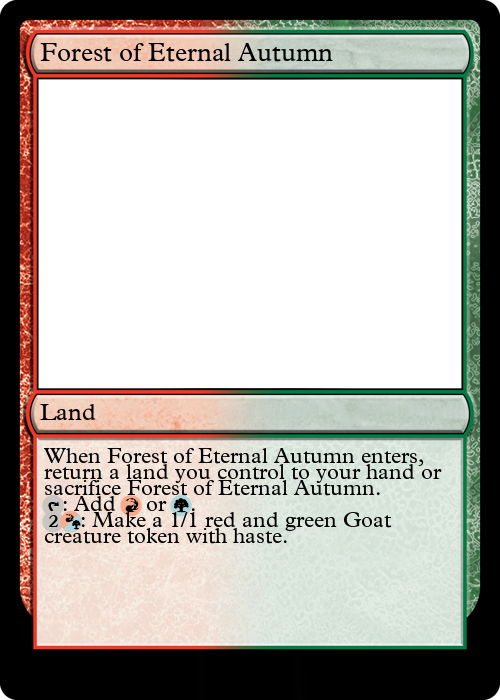 Forest of Eternal Autumn
Land
When Forest of Eternal Autumn enters,
return a land you control to your hand or
sacrifice Forest of Eternal Autumn.
: Add or .
2 : Make a 1/1 red and green Goat
creature token with haste.